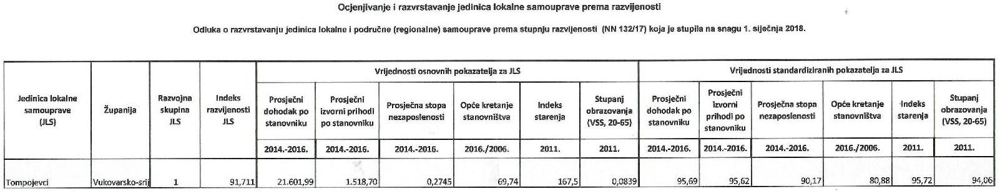 Ocjenjivanje i razvrstavanje jedinica lokalne samouprave prema razvijenosti
Odluka o razvrstavanju jedinica lokalne i područne (regionalne) samouprave prema stupnju razvijenosti (NN 132/17) koja je stupila na snagu 1. siječnja 2018.
Jedinica lokalne samouprave (JLS) Županija Razvojna skupina JLS Indeks razvijenosti JLS
Vrijednosti osnovnih pokazatelja za JLS Vrijednosti standardiziranih pokazatelja za JLS
Prosječni dohodak po stanovniku Prosječni izvorni prihodi po stanovniku Prosječna stopa nezaposlenosti Opće kretanje stanovništva Indeks starenja Stupanj obrazovanja (VSS, 20-65) Prosječni dohodak po stanovniku Prosječni izvorni prihodi po stanovniku Prosječna stopa nezaposlenosti Opće kretanje stanovništva Indeks starenja Stupanj obrazovanja (VSS, 20-65)
2014.-2016. 2014.-2016. 2014.-2016. 2016./2006. 2011. 2011. 2014.-2016. 2014.-2016. 2014.-2016. 2016./2006. 2011. 2011.
Tompojevci Vukovarsko-srij 1 91,711 21.601,99 1.518,70 0,2745 69,74 167,5 0,0839 95,69 95,62 90,17 80,88 95,72 94,06